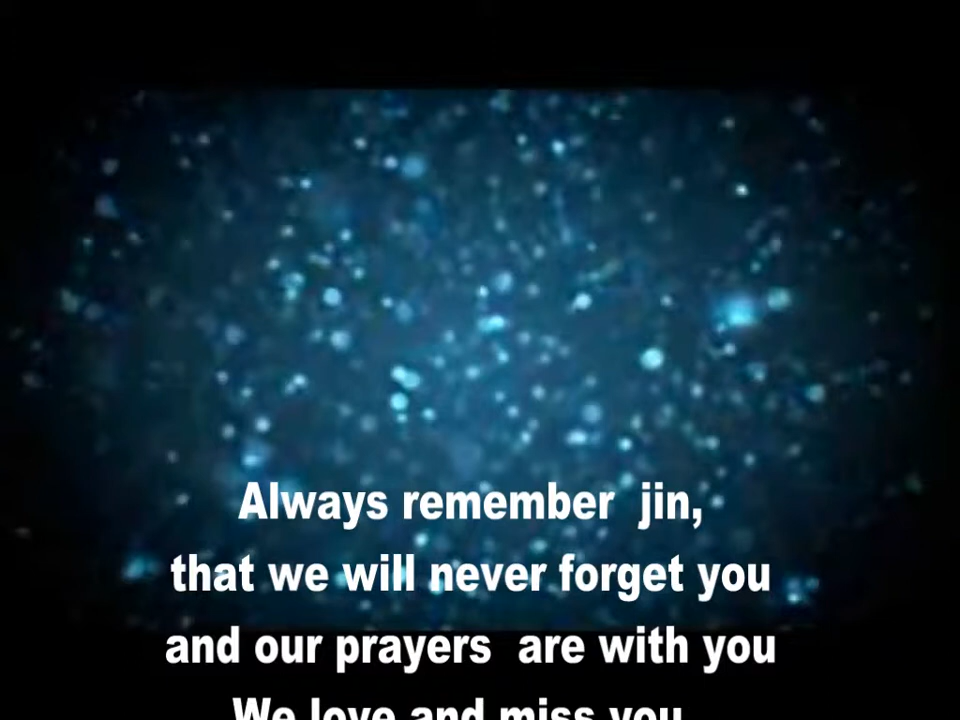 Always remember  jin,
that we will never forget you
and our prayers  are with you
We love and miss you